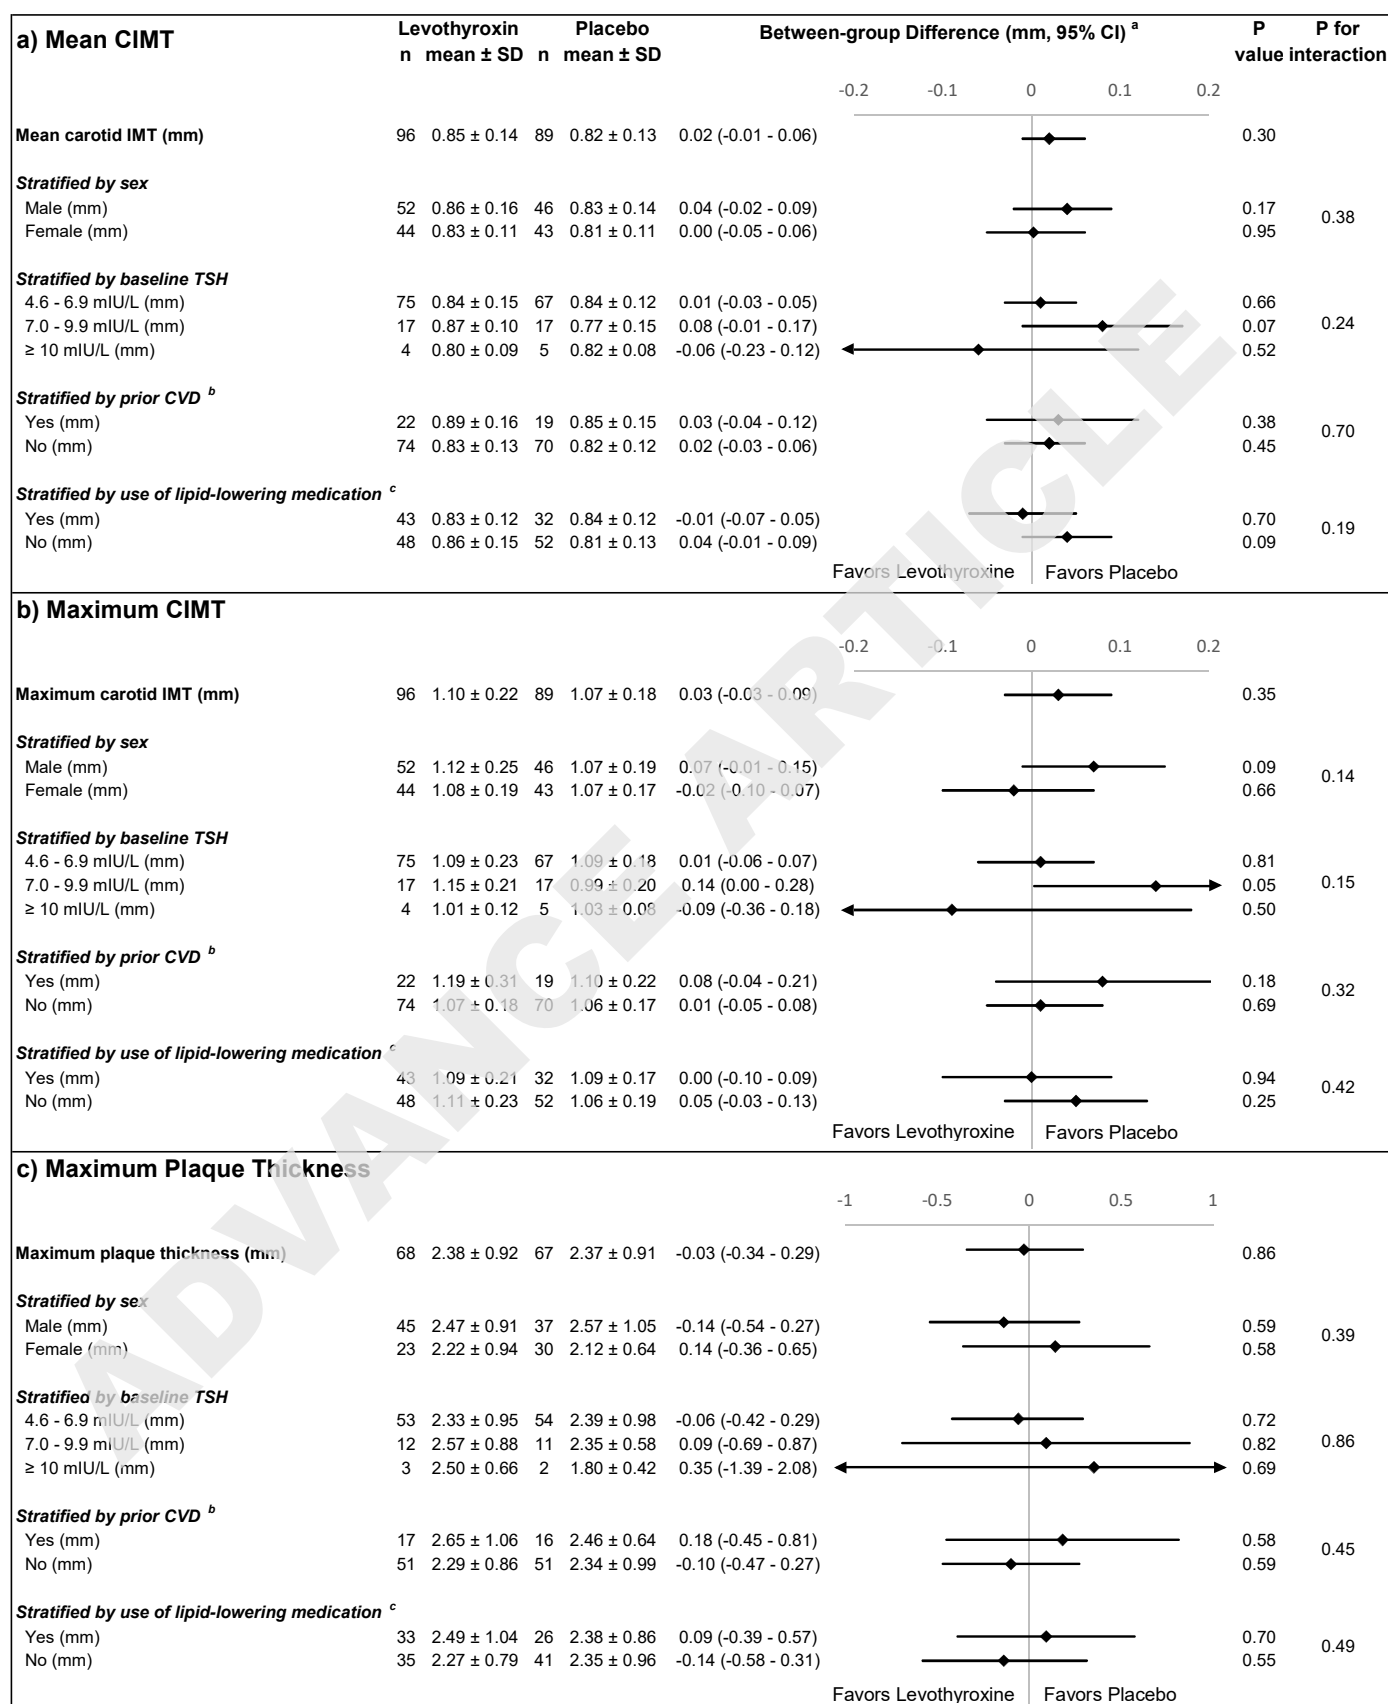 a) Mean CIMT Levothyroxin Placebo Between-group Difference (mm, 95% CI) a P P for
n mean ± SD n mean ± SD value interaction
-0.2 -0.1 0 0.1 0.2
Mean carotid IMT (mm) 96 0.85 ± 0.14 89 0.82 ± 0.13 0.02 (-0.01 - 0.06) 0.30
Stratified by sex
Male (mm) 52 0.86 ± 0.16 46 0.83 ± 0.14 0.04 (-0.02 - 0.09) 0.17
0.38
Female (mm) 44 0.83 ± 0.11 43 0.81 ± 0.11 0.00 (-0.05 - 0.06) 0.95
Stratified by baseline TSH
4.6 - 6.9 mIU/L (mm) 75 0.84 ± 0.15 67 0.84 ± 0.12 0.01 (-0.03 - 0.05) 0.66
7.0 - 9.9 mIU/L (mm) 17 0.87 ± 0.10 17 0.77 ± 0.15 0.08 (-0.01 - 0.17) 0.07 0.24
≥ 10 mIU/L (mm) 4 0.80 ± 0.09 5 0.82 ± 0.08 -0.06 (-0.23 - 0.12) 0.52
Stratified by prior CVD b
Yes (mm) 22 0.89 ± 0.16 19 0.85 ± 0.15 0.03 (-0.04 - 0.12) 0.38
0.70
No (mm) 74 0.83 ± 0.13 70 0.82 ± 0.12 0.02 (-0.03 - 0.06) 0.45
Stratified by use of lipid-lowering medication c
Yes (mm) 43 0.83 ± 0.12 32 0.84 ± 0.12 -0.01 (-0.07 - 0.05) 0.70
0.19
No (mm) 48 0.86 ± 0.15 52 0.81 ± 0.13 0.04 (-0.01 - 0.09) 0.09
Favors Levothyroxine Favors Placebo
b) Maximum CIMT
-0.2 -0.1 0 0.1 0.2
Maximum carotid IMT (mm) 96 1.10 ± 0.22 89 1.07 ± 0.18 0.03 (-0.03 - 0.09) 0.35
Stratified by sex
Male (mm) 52 1.12 ± 0.25 46 1.07 ± 0.19 0.07 (-0.01 - 0.15) 0.09
0.14
Female (mm) 44 1.08 ± 0.19 43 1.07 ± 0.17 -0.02 (-0.10 - 0.07) 0.66
Stratified by baseline TSH
4.6 - 6.9 mIU/L (mm) 75 1.09 ± 0.23 67 1.09 ± 0.18 0.01 (-0.06 - 0.07) 0.81
7.0 - 9.9 mIU/L (mm) 17 1.15 ± 0.21 17 0.99 ± 0.20 0.14 (0.00 - 0.28) 0.05 0.15
≥ 10 mIU/L (mm) 4 1.01 ± 0.12 5 1.03 ± 0.08 -0.09 (-0.36 - 0.18) 0.50
Stratified by prior CVD b
Yes (mm) 22 1.19 ± 0.31 19 1.10 ± 0.22 0.08 (-0.04 - 0.21) 0.18
0.32
No (mm) 74 1.07 ± 0.18 70 1.06 ± 0.17 0.01 (-0.05 - 0.08) 0.69
Stratified by use of lipid-lowering medication c
Yes (mm) 43 1.09 ± 0.21 32 1.09 ± 0.17 0.00 (-0.10 - 0.09) 0.94
0.42
No (mm) 48 1.11 ± 0.23 52 1.06 ± 0.19 0.05 (-0.03 - 0.13) 0.25
Favors Levothyroxine Favors Placebo
c) Maximum Plaque Thickness
-1 -0.5 0 0.5 1
Maximum plaque thickness (mm) 68 2.38 ± 0.92 67 2.37 ± 0.91 -0.03 (-0.34 - 0.29) 0.86
Stratified by sex
Male (mm) 45 2.47 ± 0.91 37 2.57 ± 1.05 -0.14 (-0.54 - 0.27) 0.59
0.39
Female (mm) 23 2.22 ± 0.94 30 2.12 ± 0.64 0.14 (-0.36 - 0.65) 0.58
Stratified by baseline TSH
4.6 - 6.9 mIU/L (mm) 53 2.33 ± 0.95 54 2.39 ± 0.98 -0.06 (-0.42 - 0.29) 0.72
7.0 - 9.9 mIU/L (mm) 12 2.57 ± 0.88 11 2.35 ± 0.58 0.09 (-0.69 - 0.87) 0.82 0.86
≥ 10 mIU/L (mm) 3 2.50 ± 0.66 2 1.80 ± 0.42 0.35 (-1.39 - 2.08) 0.69
Stratified by prior CVD b
Yes (mm) 17 2.65 ± 1.06 16 2.46 ± 0.64 0.18 (-0.45 - 0.81) 0.58
0.45
No (mm) 51 2.29 ± 0.86 51 2.34 ± 0.99 -0.10 (-0.47 - 0.27) 0.59
Stratified by use of lipid-lowering medication c
Yes (mm) 33 2.49 ± 1.04 26 2.38 ± 0.86 0.09 (-0.39 - 0.57) 0.70
0.49
No (mm) 35 2.27 ± 0.79 41 2.35 ± 0.96 -0.14 (-0.58 - 0.31) 0.55
Favors Levothyroxine Favors Placebo
ADVANCE ARTICLE